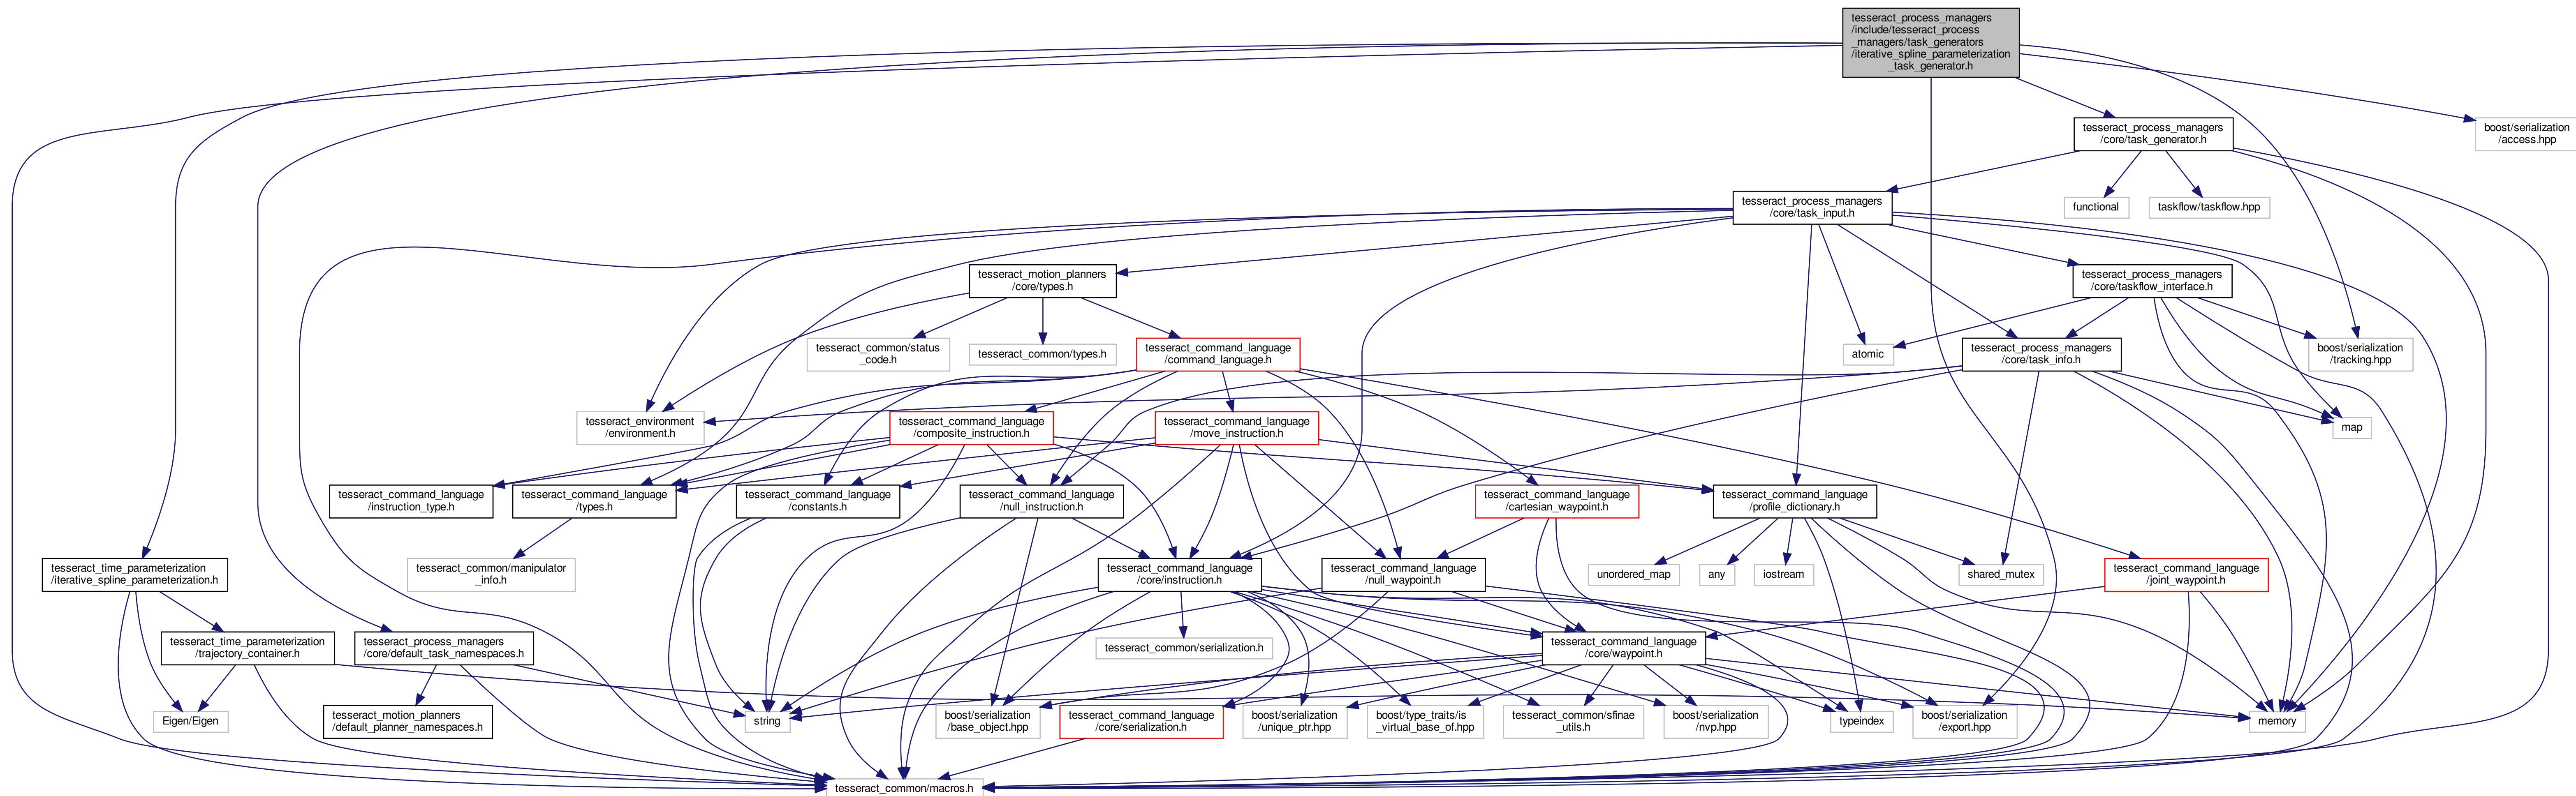 tesseract_process_managers
/include/tesseract_process
_managers/task_generators
/iterative_spline_parameterization
_task_generator.h
tesseract_process_managers
/core/task_generator.h
boost/serialization
/access.hpp
tesseract_process_managers
/core/task_input.h
functional
taskflow/taskflow.hpp
tesseract_motion_planners
/core/types.h
tesseract_process_managers
/core/taskflow_interface.h
tesseract_common/status
_code.h
tesseract_common/types.h
tesseract_command_language
/command_language.h
atomic
tesseract_process_managers
/core/task_info.h
boost/serialization
/tracking.hpp
tesseract_environment
/environment.h
tesseract_command_language
/composite_instruction.h
tesseract_command_language
/move_instruction.h
map
tesseract_command_language
/instruction_type.h
tesseract_command_language
/types.h
tesseract_command_language
/constants.h
tesseract_command_language
/null_instruction.h
tesseract_command_language
/cartesian_waypoint.h
tesseract_command_language
/profile_dictionary.h
tesseract_time_parameterization
/iterative_spline_parameterization.h
tesseract_common/manipulator
_info.h
tesseract_command_language
/core/instruction.h
tesseract_command_language
/null_waypoint.h
unordered_map
any
iostream
shared_mutex
tesseract_command_language
/joint_waypoint.h
tesseract_time_parameterization
/trajectory_container.h
tesseract_process_managers
/core/default_task_namespaces.h
tesseract_common/serialization.h
tesseract_command_language
/core/waypoint.h
Eigen/Eigen
tesseract_motion_planners
/default_planner_namespaces.h
string
boost/serialization
/base_object.hpp
tesseract_command_language
/core/serialization.h
boost/serialization
/unique_ptr.hpp
boost/type_traits/is
_virtual_base_of.hpp
tesseract_common/sfinae
_utils.h
boost/serialization
/nvp.hpp
typeindex
boost/serialization
/export.hpp
memory
tesseract_common/macros.h